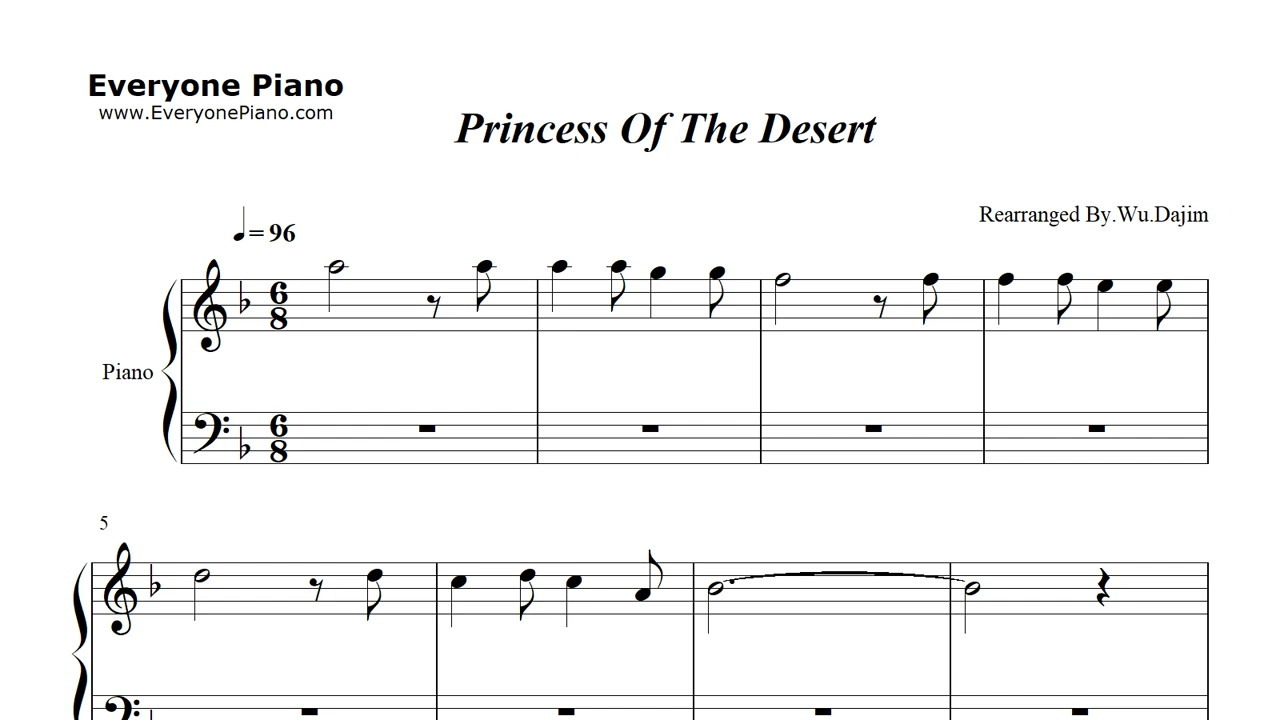 Everyone Piano
www.EveryonePiano.com
Princess Of The Desert
= 96
Rearranged By.Wu.Dajim
6
8
Piano
6
8
5